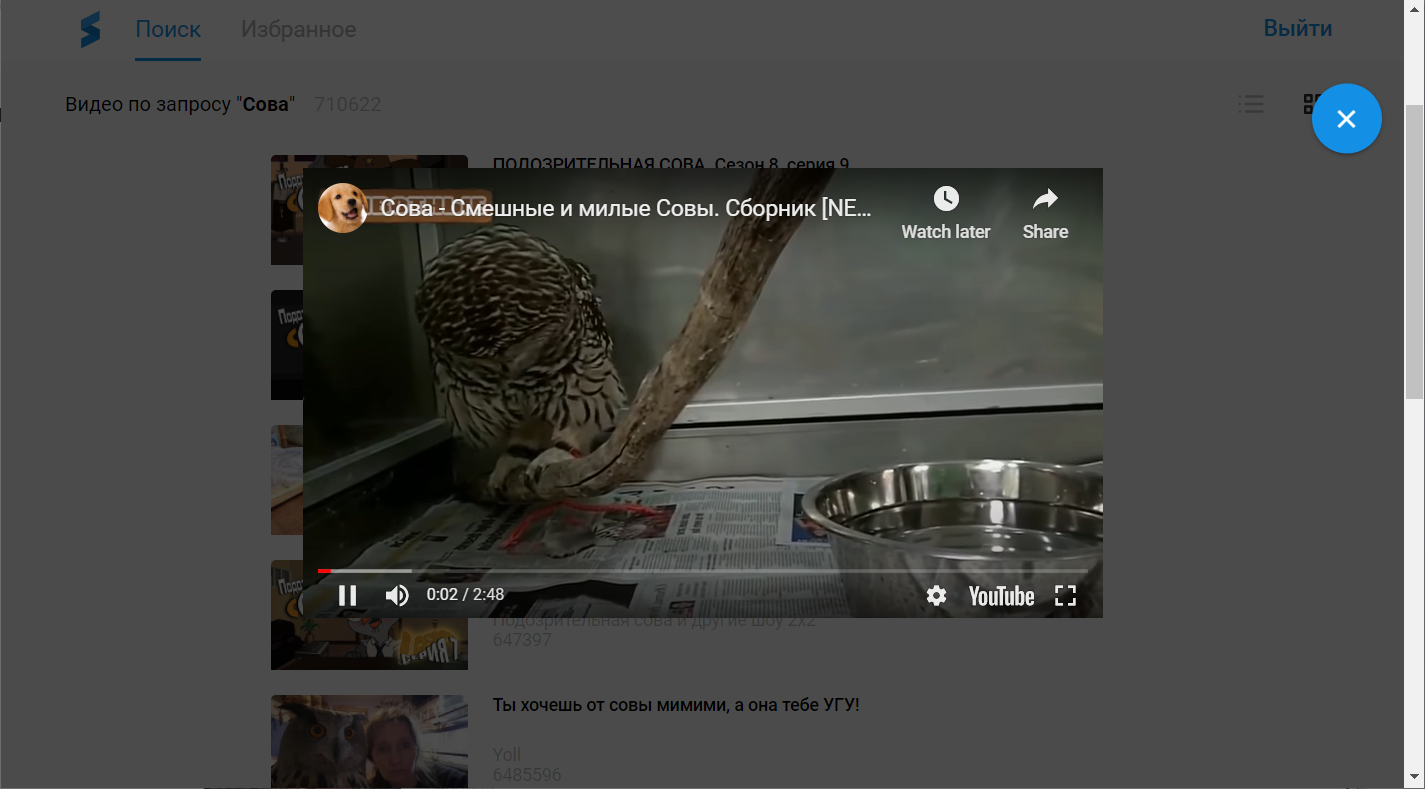 Поиск
Избранное
Выйти
Видео по запросу "Сова" 710622
ПОДОЗРИТЕЛЬНАЯ СОВА. Сезон 8, серия 9
Сова - Смешные и милые Совы. Сборник [NE...
Watch later
Share
0:02 / 2:48
YouTube
Подозрительная сова и другие шоу 2x2
647397
Ты хочешь от совы мимими, а она тебе УГУ!
Yoll
6485596